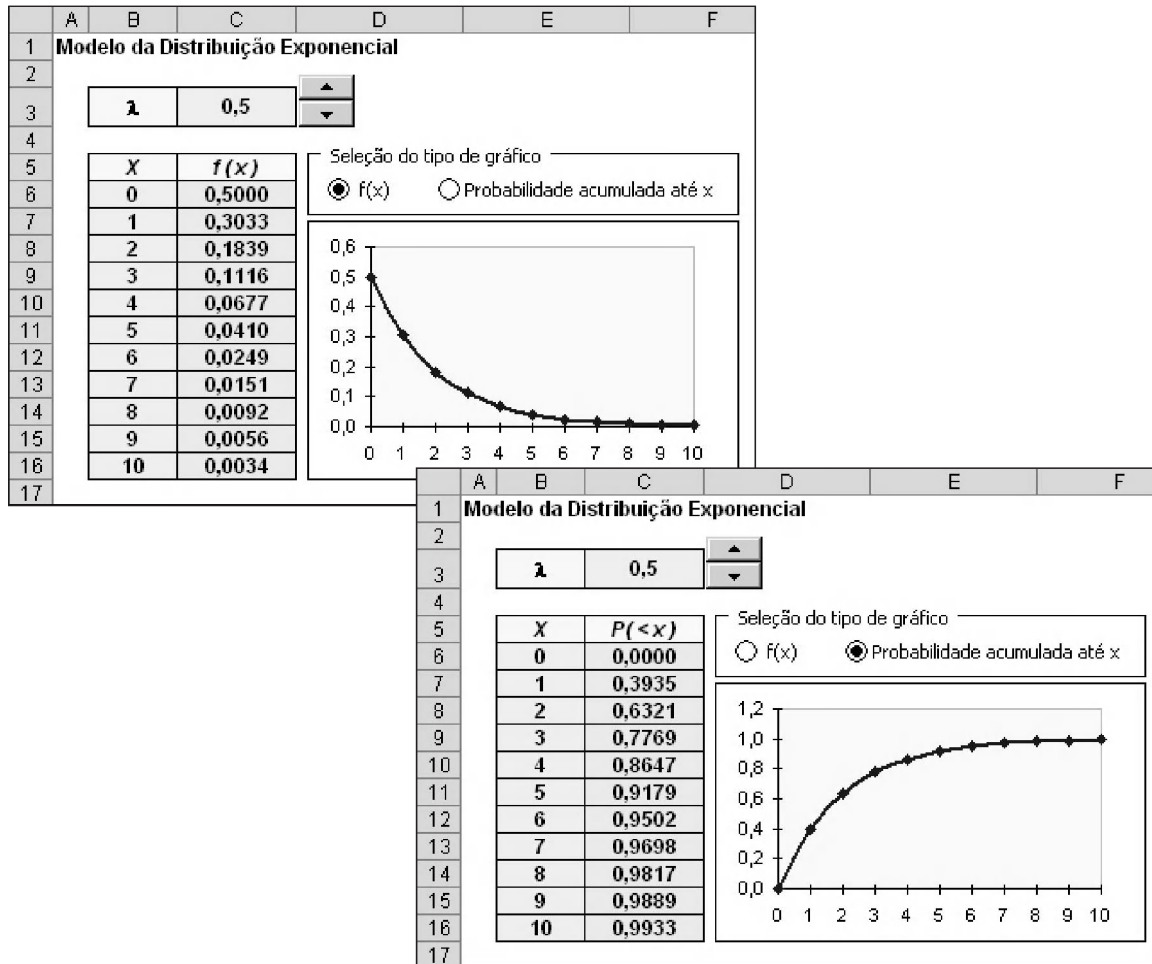 A B C D E F
1 Modelo da Distribuição Exponencial
2
3 λ 0,5
4
Seleção do tipo de gráfico
5 X f(x)
f(x) Probabilidade acumulada até x
6 0 0,5000
7 1 0,3033
8 2 0,1839
9 3 0,1116
10 4 0,0677
11 5 0,0410
12 6 0,0249
13 7 0,0151
14 8 0,0092
15 9 0,0056
16 10 0,0034
17
0,6
0,5
0,4
0,3
0,2
0,1
0,0
0 1 2 3 4 5 6 7 8 9 10
A B C D E F
1 Modelo da Distribuição Exponencial
2
3 λ 0,5
4
Seleção do tipo de gráfico
5 X P(<x)
f(x) Probabilidade acumulada até x
6 0 0,0000
7 1 0,3935
8 2 0,6321
9 3 0,7769
10 4 0,8647
11 5 0,9179
12 6 0,9502
13 7 0,9698
14 8 0,9817
15 9 0,9889
16 10 0,9933
17
1,2
1,0
0,8
0,6
0,4
0,2
0,0
0 1 2 3 4 5 6 7 8 9 10